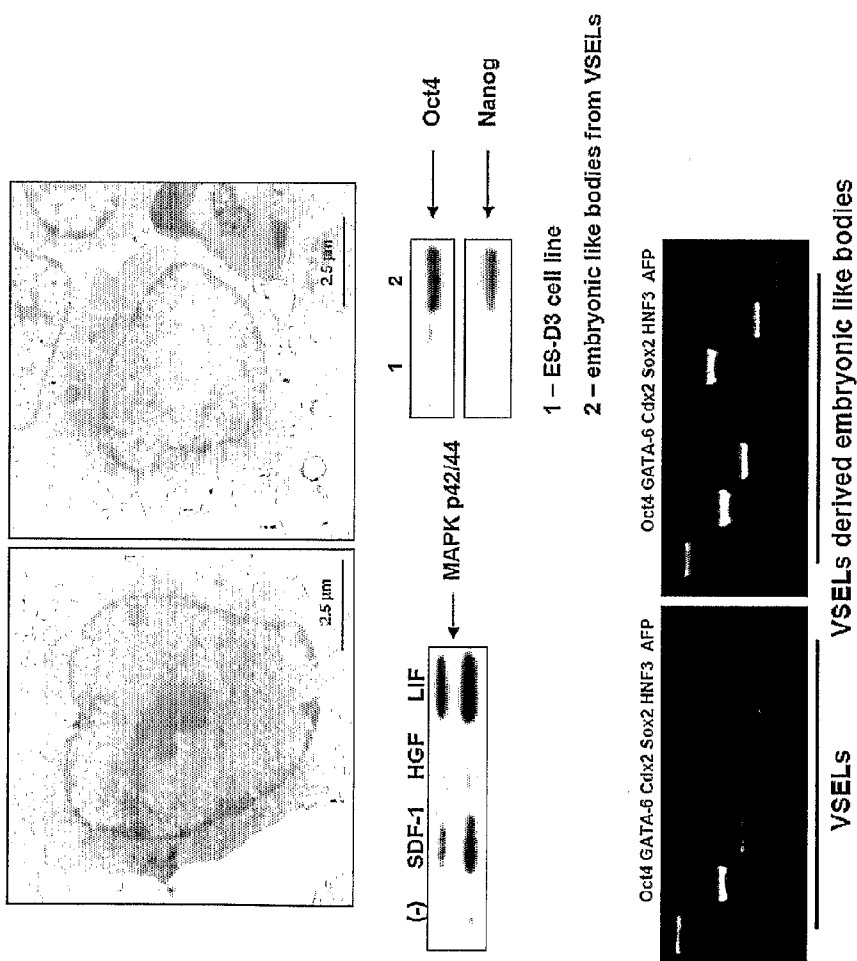 2.5 µm
2.5 µm
(-) SDF-1 HGF LIF
MAPK p42/44
1 2
Oct4
Nanog
1 – ES-D3 cell line
2 – embryonic like bodies from VSELs
Oct4 GATA-6 Cdx2 Sox2 HNF3 AFP
VSELs
Oct4 GATA-6 Cdx2 Sox2 HNF3 AFP
VSELs derived embryonic like bodies